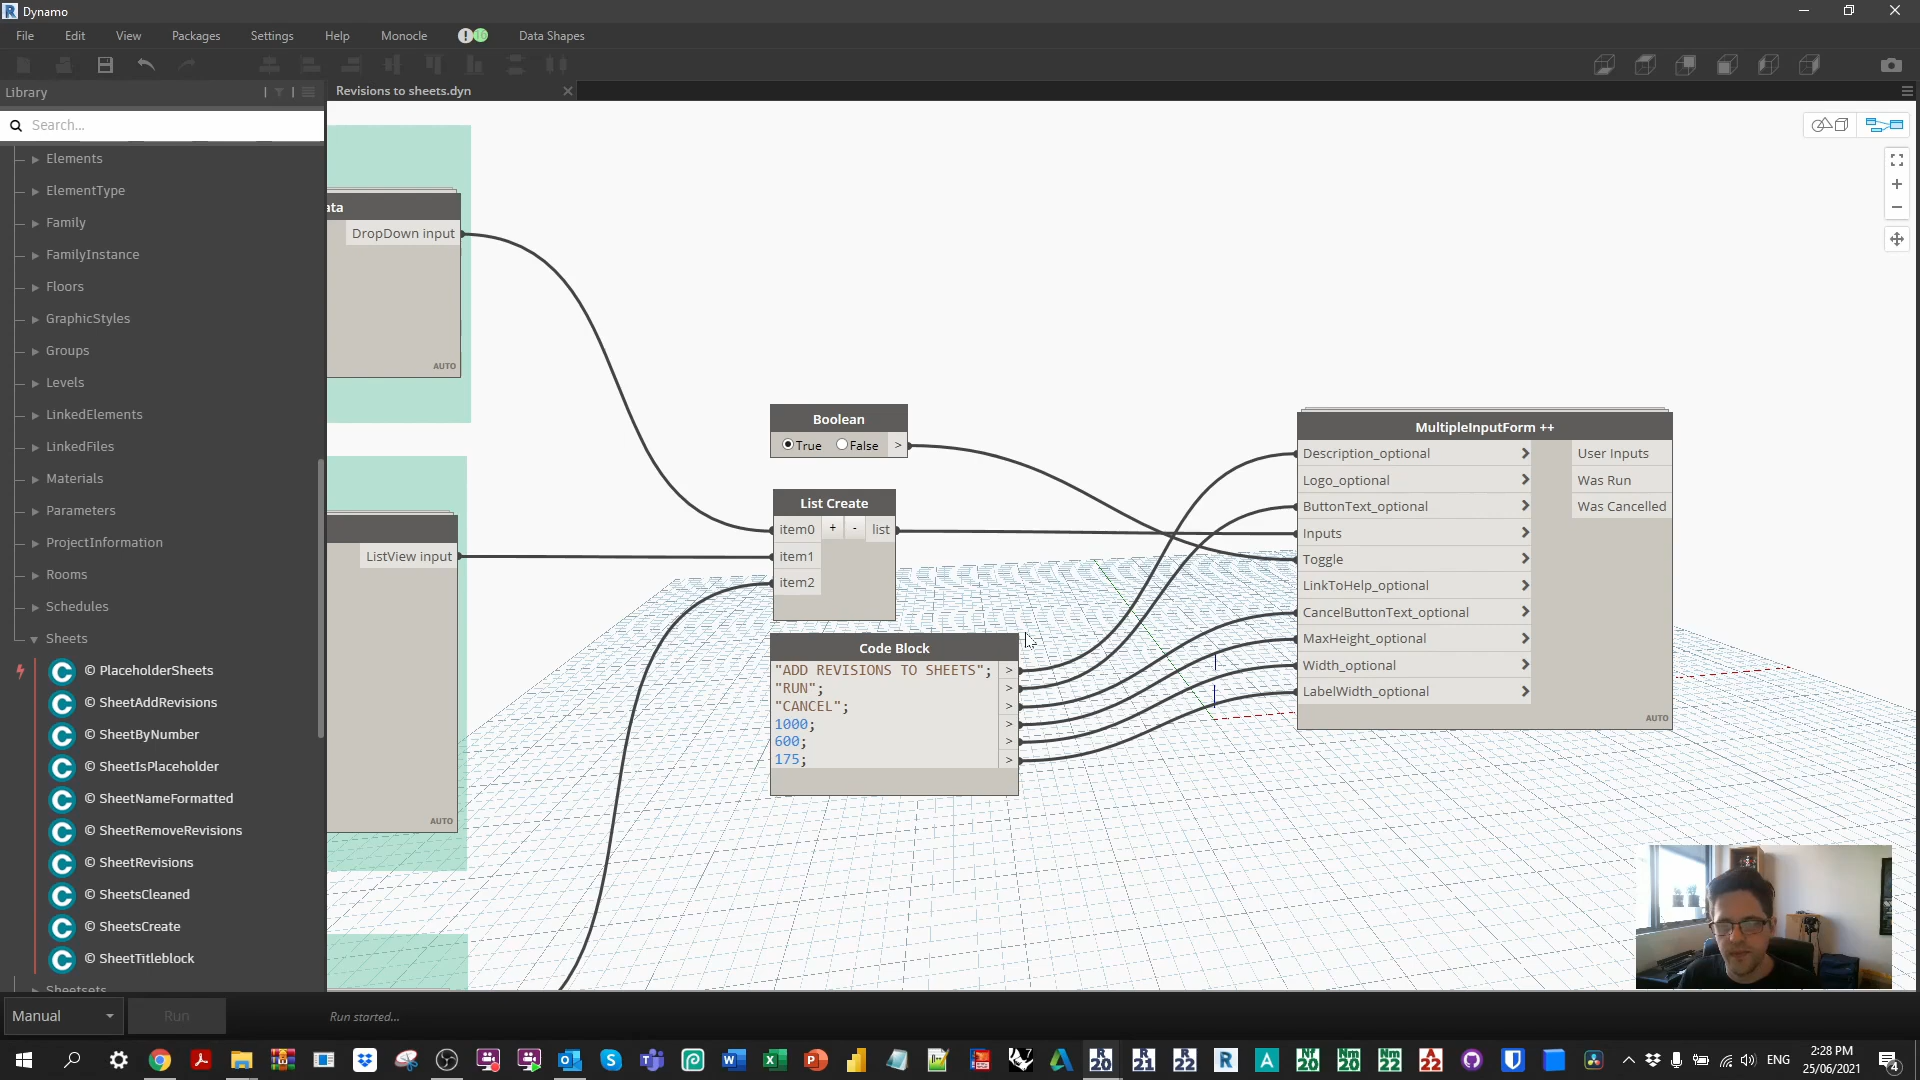 Dynamo
File Edit View Packages Settings Help Monocle Data Shapes
Library
Revisions to sheets.dyn
Search...
Elements
ElementType
Family
FamilyInstance
Floors
GraphicStyles
Groups
Levels
LinkedElements
LinkedFiles
Materials
Parameters
ProjectInformation
Rooms
Schedules
Sheets
© PlaceholderSheets
© SheetAddRevisions
© SheetByNumber
© SheetIsPlaceholder
© SheetNameFormatted
© SheetRemoveRevisions
© SheetRevisions
© SheetsCleaned
© SheetsCreate
© SheetTitleblock
Sheetsets
ata
DropDown input
AUTO
ListView input
AUTO
Boolean
True False >
List Create
item0 + - list
item1
item2
Code Block
"ADD REVISIONS TO SHEETS"; >
"RUN"; >
"CANCEL"; >
1000; >
600; >
175; >
MultipleInputForm ++
Description_optional User Inputs
Logo_optional Was Run
ButtonText_optional Was Cancelled
Inputs
Toggle
LinkToHelp_optional
CancelButtonText_optional
MaxHeight_optional
Width_optional
LabelWidth_optional
AUTO
Manual Run Run started...
ENG
2:28 PM
25/06/2021